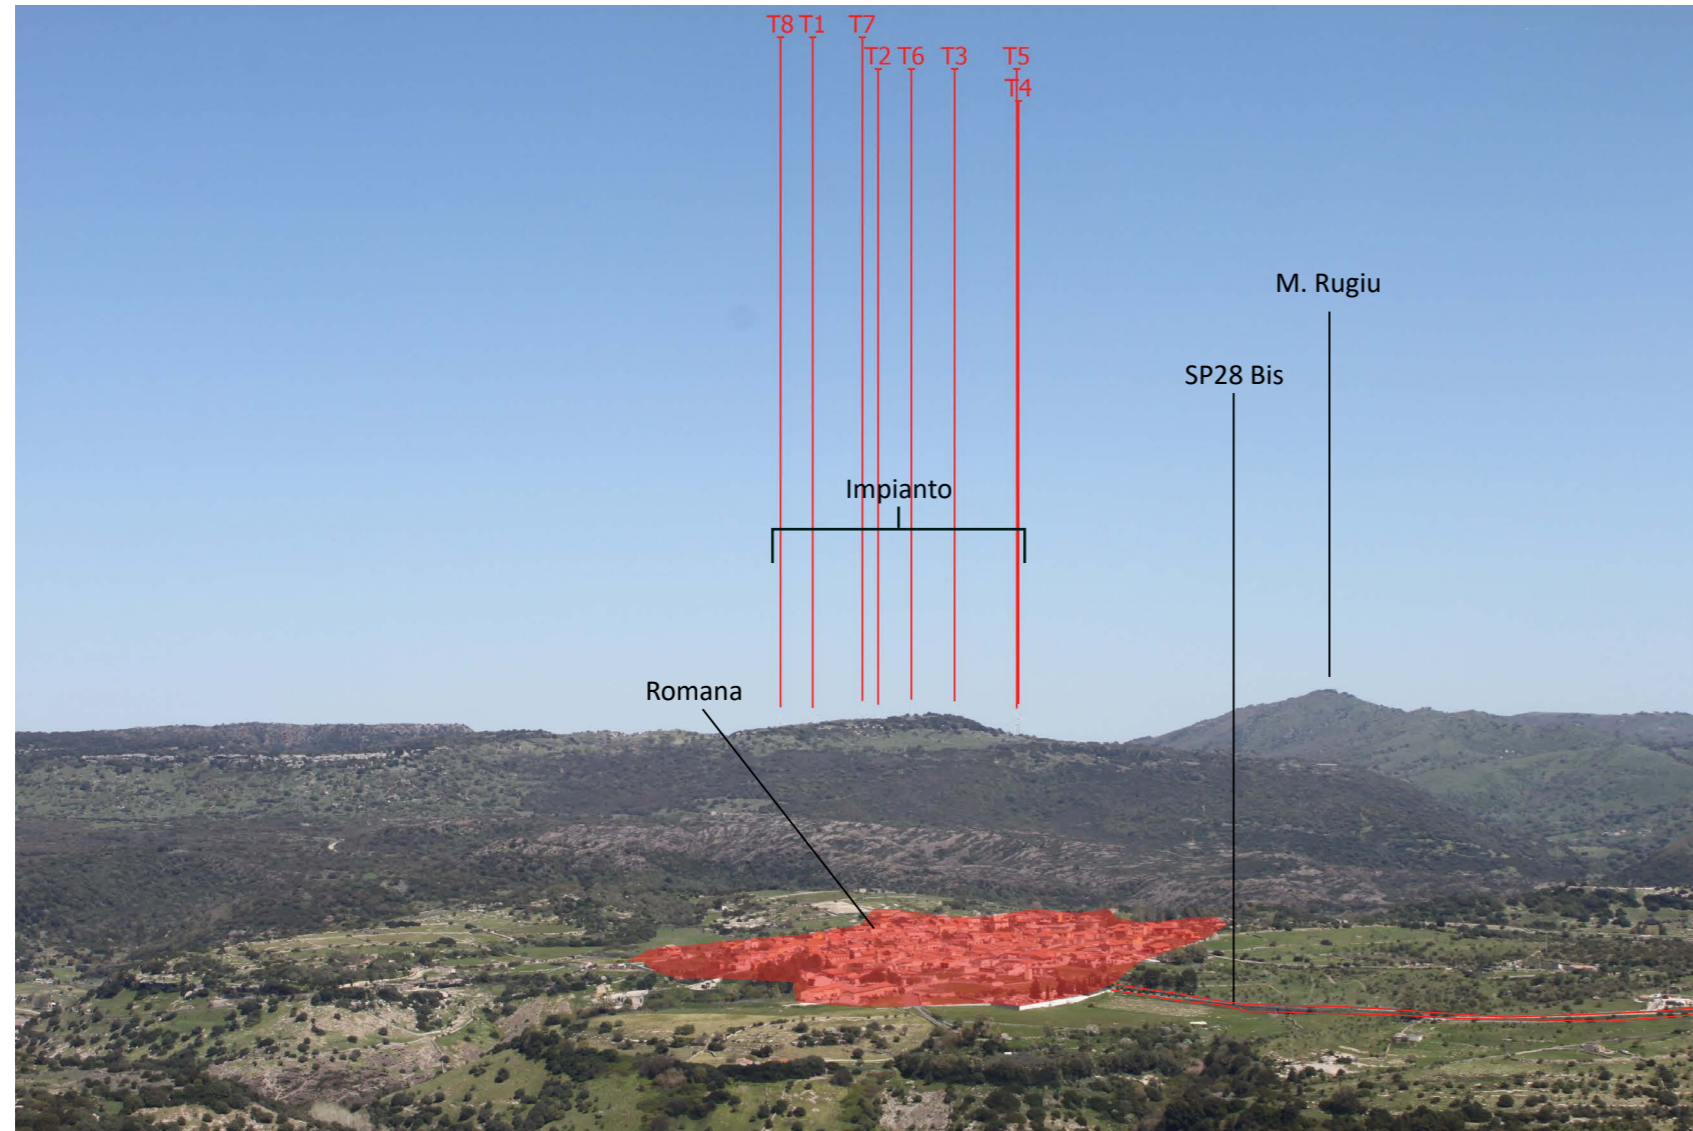 T8 T1 T7
T2 T6 T3 T5
T4
M. Rugiu
SP28 Bis
Impianto
Romana